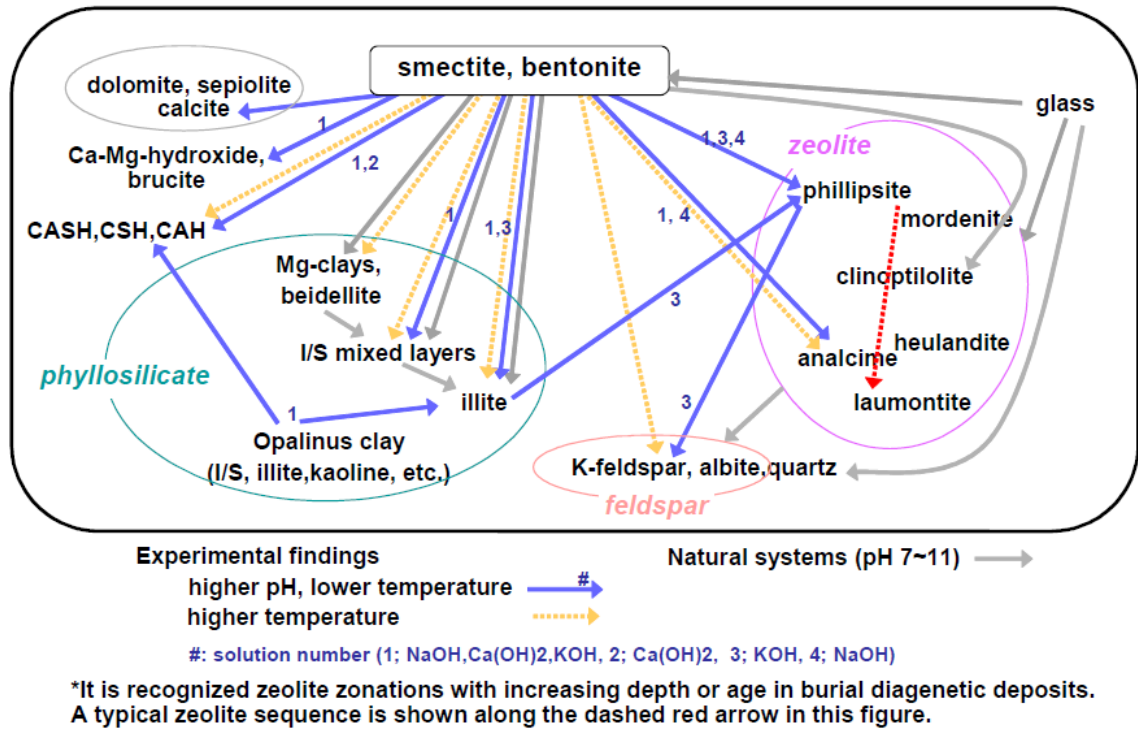 smectite, bentonite
dolomite, sepiolite
calcite
glass
1
1,3,4
zeolite
Ca-Mg-hydroxide,
brucite
1,2
phillipsite
CASH,CSH,CAH
1
1,3
1, 4
mordenite
Mg-clays,
beidellite
clinoptilolite
3
I/S mixed layers
analcime
heulandite
phyllosilicate
illite
3
laumontite
1
Opalinus clay
(I/S, illite,kaoline, etc.)
K-feldspar, albite,quartz
feldspar
Experimental findings
Natural systems (pH 7~11)
higher pH, lower temperature
#
higher temperature
#: solution number (1; NaOH,Ca(OH)2,KOH, 2; Ca(OH)2, 3; KOH, 4; NaOH)
*It is recognized zeolite zonations with increasing depth or age in burial diagenetic deposits.
A typical zeolite sequence is shown along the dashed red arrow in this figure.